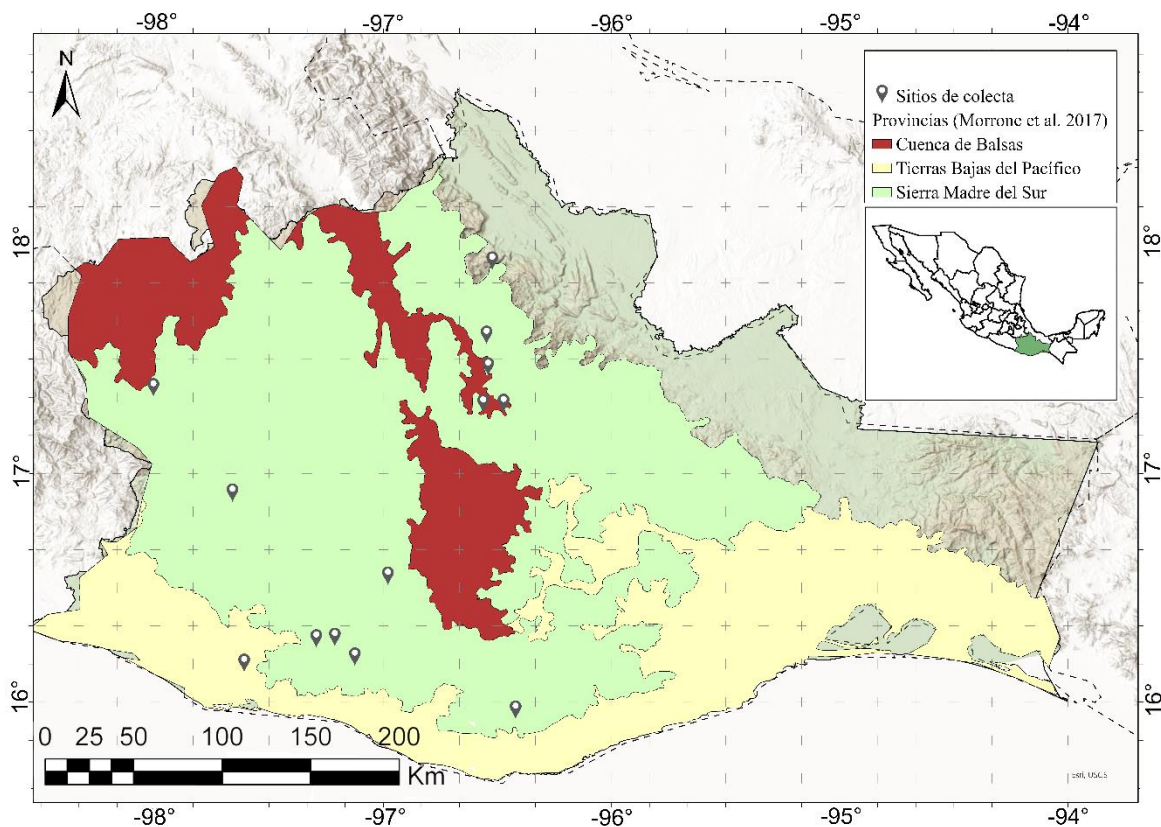 -98° -97° -96° -95° -94°
N
Sitios de colecta
Provincias (Morrone et al. 2017)
Cuenca de Balsas
Tierras Bajas del Pacífico
Sierra Madre del Sur
18° 18°
17° 17°
16° 16°
0 25 50 100 150 200
Km
Esri, USGS
-98° -97° -96° -95° -94°